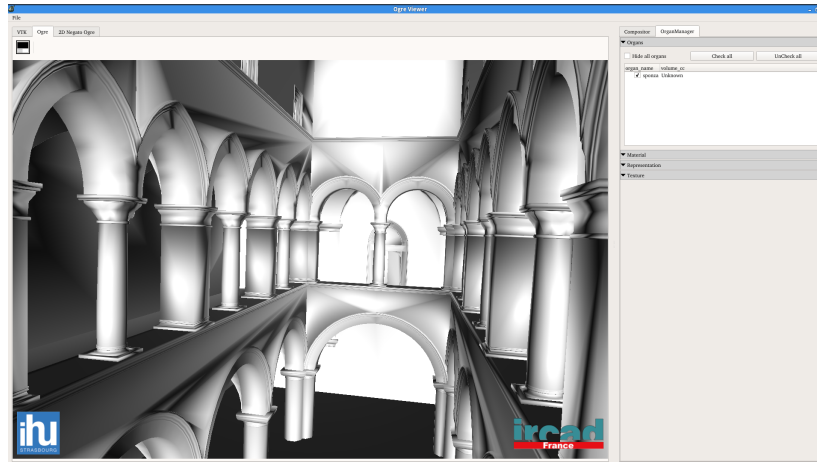 Ogre Viewer
File
VTK Ogre 2D Negato Ogre
Compositor OrganManager
Organs
Hide all organs Check all UnCheck all
organ_name volume_cc
sponza Unknown
Material
Representation
Texture
ihu
STRASBOURG
ircad
France